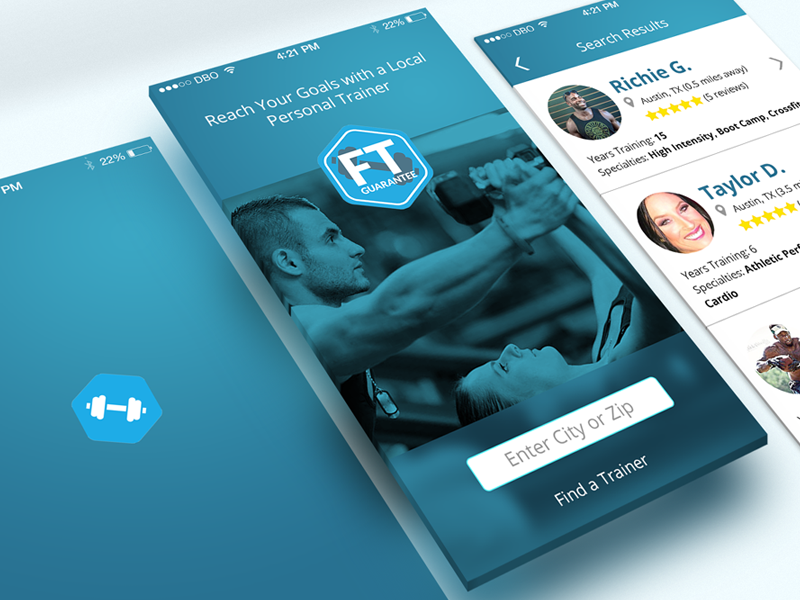 PM
22%
DBO
4:21 PM
22%
Reach Your Goals with a Local
Personal Trainer
FT
GUARANTEE
Enter City or Zip
Find a Trainer
DBO
4:21 PM
Search Results
Richie G.
Austin, TX (0.5 miles away)
(5 reviews)
Years Training: 15
Specialties: High Intensity, Boot Camp, Crossfi
Taylor D.
Austin, TX (3.5 m
Years Training: 6
Specialties: Athletic Perf
Cardio